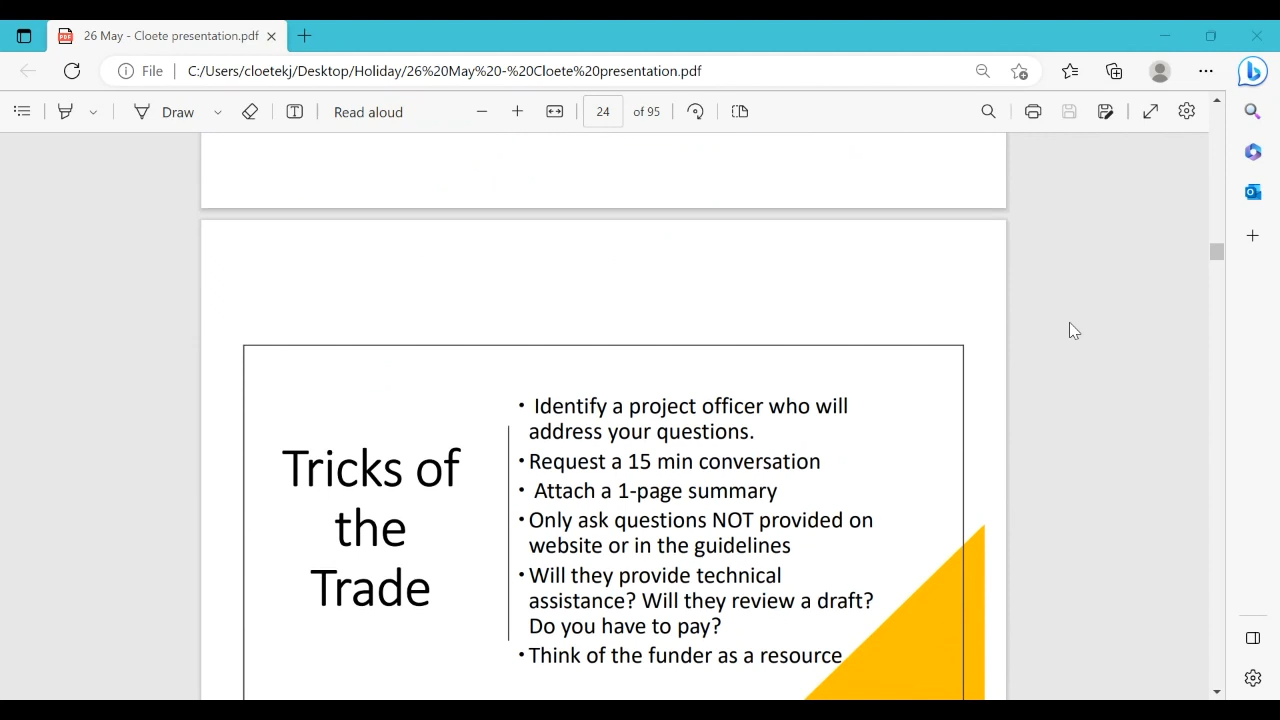 26 May - Cloete presentation.pdf
File C:/Users/cloetekj/Desktop/Holiday/26%20May%20-%20Cloete%20presentation.pdf
Draw Read aloud 24 of 95
Tricks of
the
Trade
• Identify a project officer who will
address your questions.
•Request a 15 min conversation
• Attach a 1-page summary
•Only ask questions NOT provided on
website or in the guidelines
•Will they provide technical
assistance? Will they review a draft?
Do you have to pay?
•Think of the funder as a resource